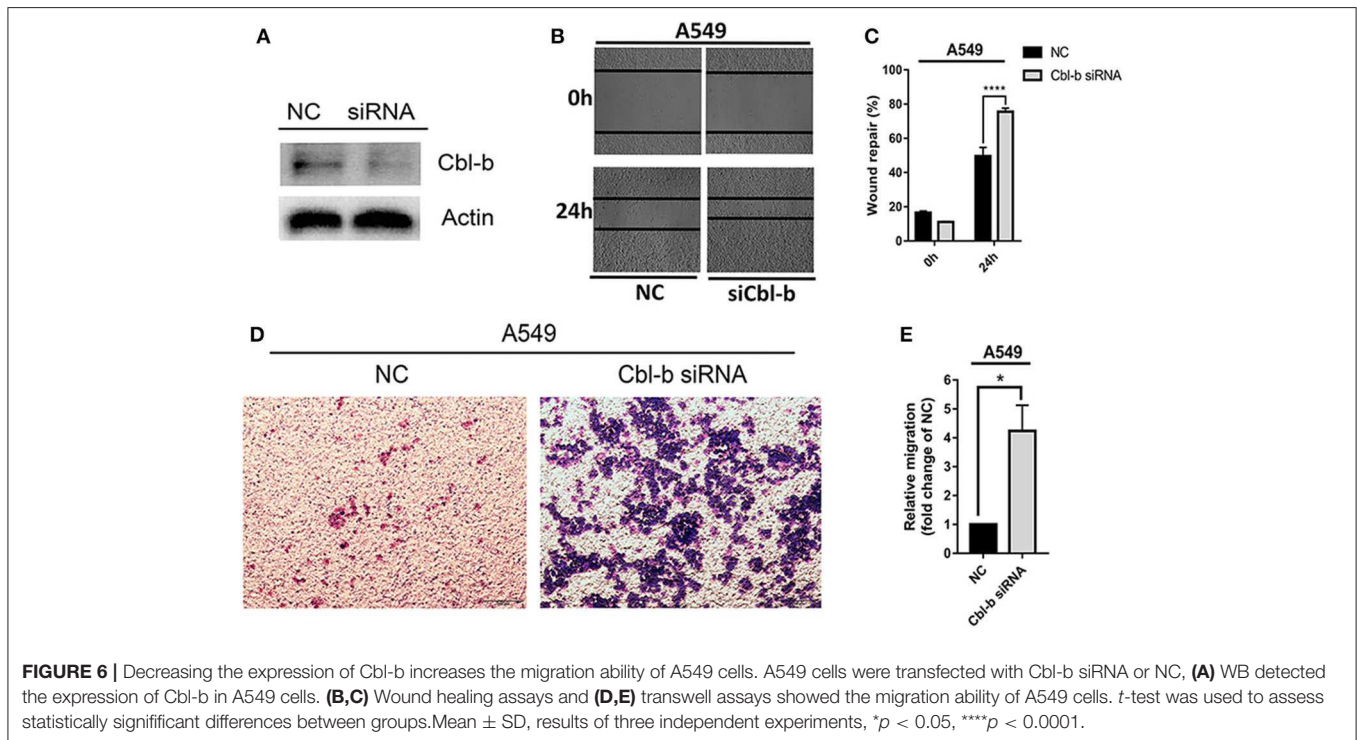 A
NC siRNA
Cbl-b
Actin
B
A549
0h
24h
NC siCbl-b
C
A549
NC
Cbl-b siRNA
****
Wound repair (%)
100
80
60
40
20
0
0h
24h
D
A549
NC Cbl-b siRNA
E
A549
*
Relative migration
(fold change of NC)
6
5
4
3
2
1
0
NC
Cbl-b siRNA
FIGURE 6 | Decreasing the expression of Cbl-b increases the migration ability of A549 cells. A549 cells were transfected with Cbl-b siRNA or NC, (A) WB detected
the expression of Cbl-b in A549 cells. (B,C) Wound healing assays and (D,E) transwell assays showed the migration ability of A549 cells. t-test was used to assess
statistically signififficant differences between groups.Mean ± SD, results of three independent experiments, *p < 0.05, ****p < 0.0001.